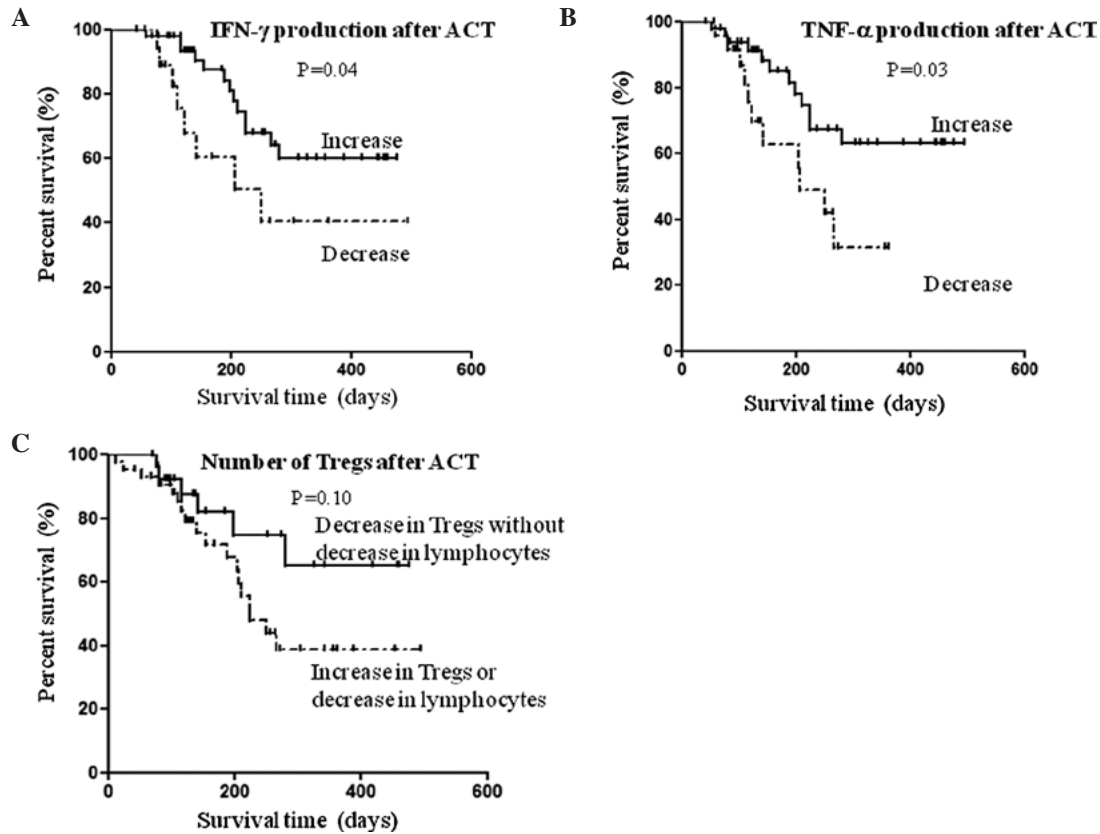 A
IFN-γ production after ACT
P=0.04
Increase
Decrease
Percent survival (%)
100
80
60
40
20
0
0 200 400 600
Survival time (days)
B
TNF-α production after ACT
P=0.03
Increase
Decrease
Percent survival (%)
100
80
60
40
20
0
0 200 400 600
Survival time (days)
C
Number of Tregs after ACT
P=0.10
Decrease in Tregs without
decrease in lymphocytes
Increase in Tregs or
decrease in lymphocytes
Percent survival (%)
100
80
60
40
20
0
0 200 400 600
Survival time (days)